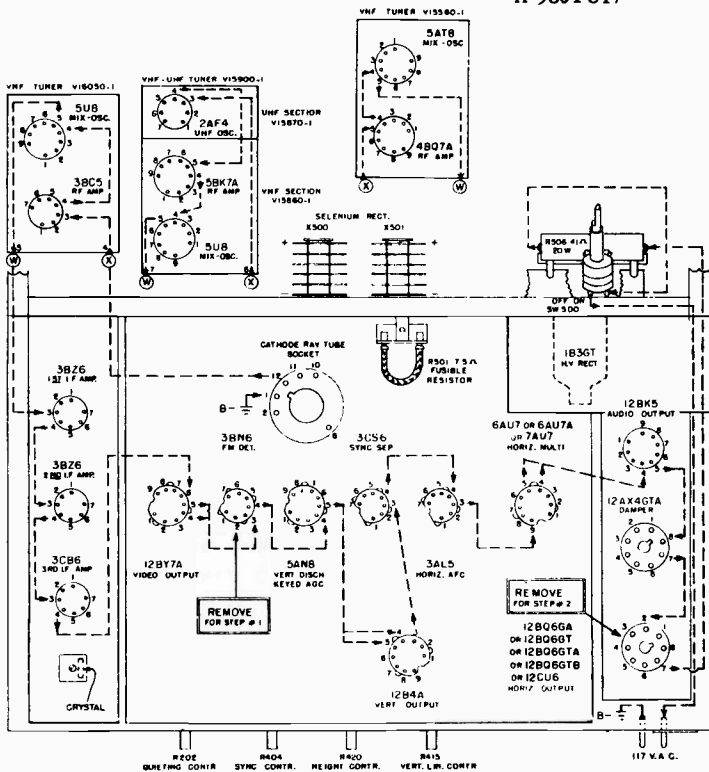 VHF TUNER V15560-1
5AT8
MIX-OSC
4BQ7A
RF AMP
VHF TUNER V16050-1
5U8
MIX-OSC.
3BC5
RF AMP
VHF-UHF TUNER V15900-1
2AF4
UHF OSC.
UHF SECTION
V15870-1
5BK7A
RF AMP
VHF SECTION
V15860-1
5U8
MIX-OSC.
W
X
X
W
X
W
SELENIUM RECT.
X500
X501
R506 41Ω
20W
OFF ON
SW 500
1B3GT
H.V RECT
R501 7.5Ω
FUSIBLE
RESISTOR
CATHODE RAY TUBE
SOCKET
B-
3BZ6
1ST I.F AMP.
3BZ6
2ND I.F AMP.
3CB6
3RD I.F AMP
CRYSTAL
12BY7A
VIDEO OUTPUT
3BN6
FM DET.
REMOVE
FOR STEP #1
5AN8
VERT DISCH
KEYED AGC
3CS6
SYNC SEP
3AL5
HORIZ. AFC
6AU7 OR 6AU7A
OR 7AU7
HORIZ. MULTI
12BK5
AUDIO OUTPUT
12AX4GTA
DAMPER
REMOVE
FOR STEP #2
12BQ6GA
OR 12BQ6GT
OR 12BQ6GTA
OR 12BQ6GTB
OR 12CU6
HORIZ OUTPUT
12B4A
VERT OUTPUT
B-
117 V.A.C.
R202
QUIETING CONTR
R404
SYNC CONTR.
R420
HEIGHT CONTR.
R415
VERT. LIN. CONTR